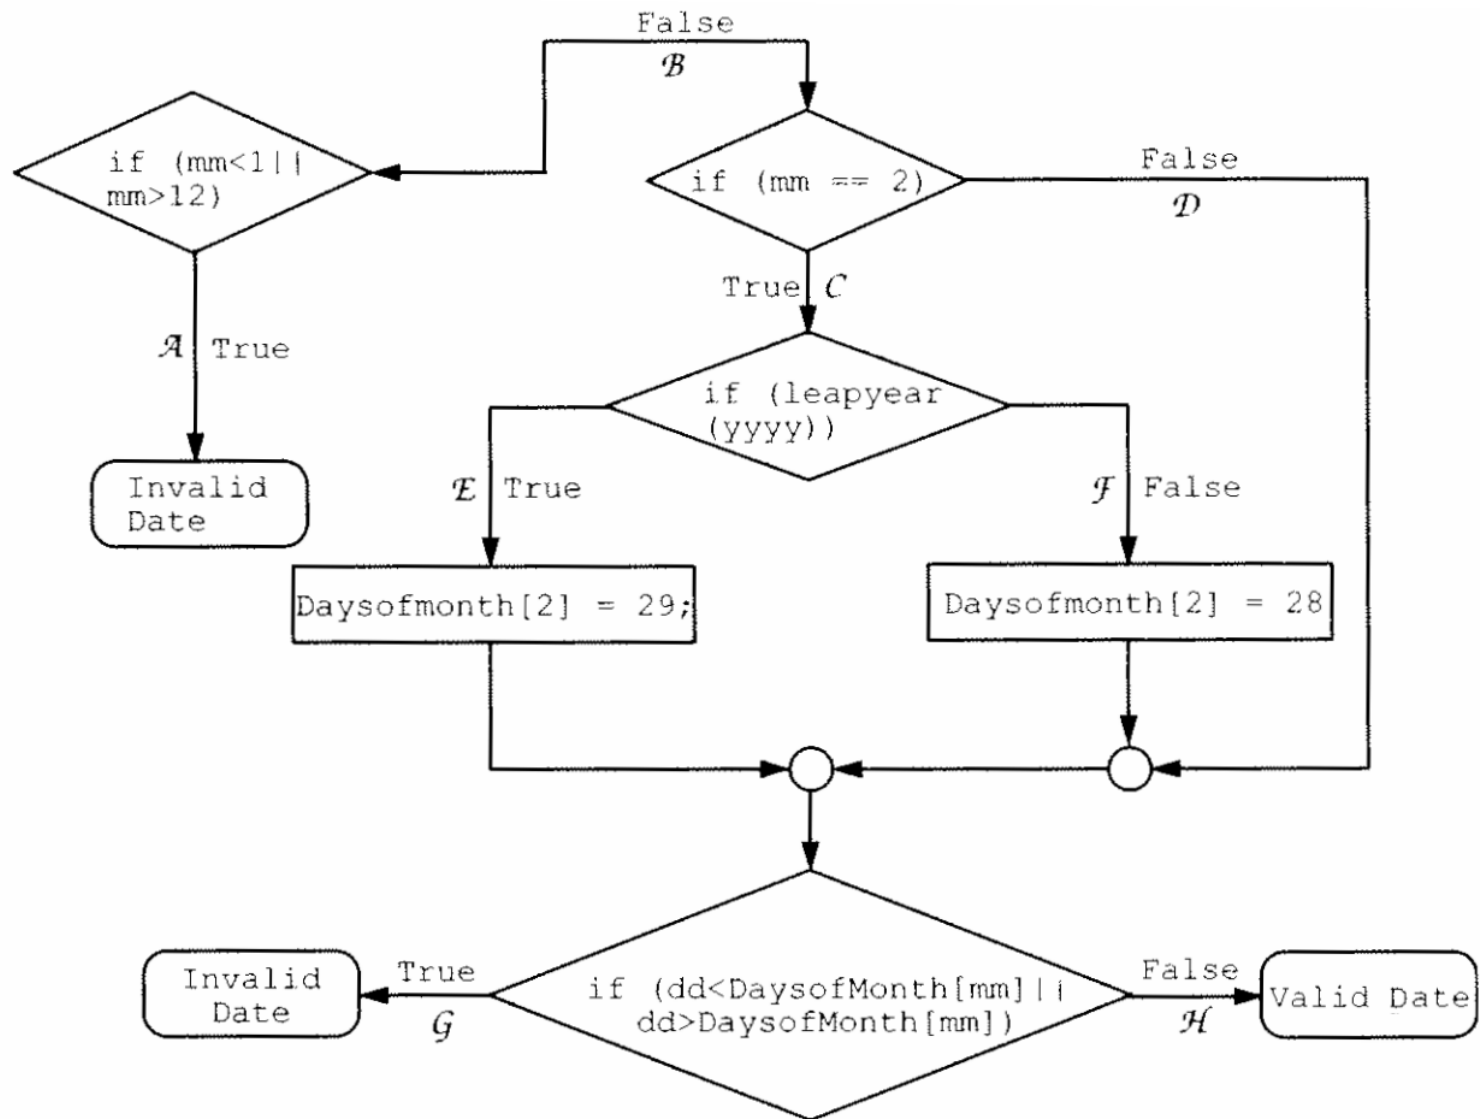 False
B
if (mm<1||
mm>12)
if (mm == 2)
False
D
True C
A True
if (leapyear
(yyyy))
E True
F False
Invalid
Date
Daysofmonth[2] = 29;
Daysofmonth[2] = 28
Invalid
Date
True
G
if (dd<DaysofMonth[mm]||
dd>DaysofMonth[mm])
False
H
Valid Date